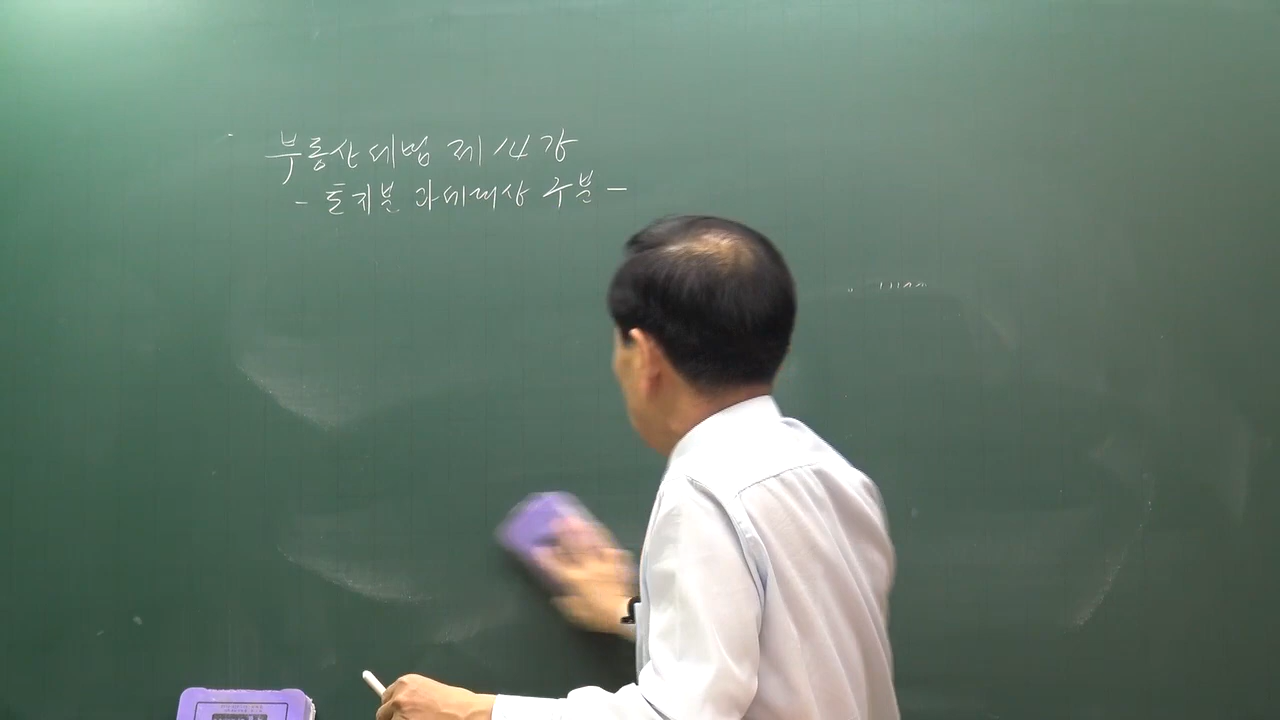 부동산세법 제14강
- 토지분 과세대상 구분 -